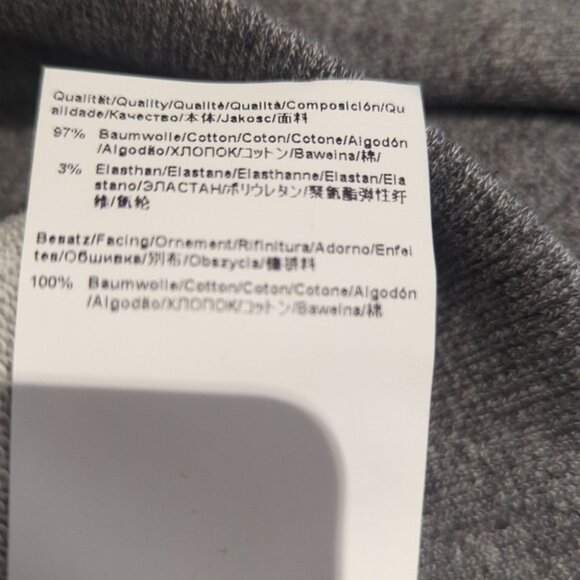 Qualität/Quality/Qualité/Qualità/Composición/Qu
alidade/Качество/本体/Jakosc/面料
97% Baumwolle/Cotton/Coton/Cotone/Algodón
/Algodão/ХЛОПОК/コットン/Bawelna/棉/
3% Elasthan/Elastane/Elasthanne/Elastan/Ela
stano/ЭЛАСТАН/ポリウレタン/聚氨酯弹性纤
维/氨纶
Besatz/Facing/Ornement/Rifinitura/Adorno/Enfei
tes/Обшивка/別布/Obszycia/镶拼料
100% Baumwolle/Cotton/Coton/Cotone/Algodón
/Algodão/ХЛОПОК/コットン/Bawelna/棉